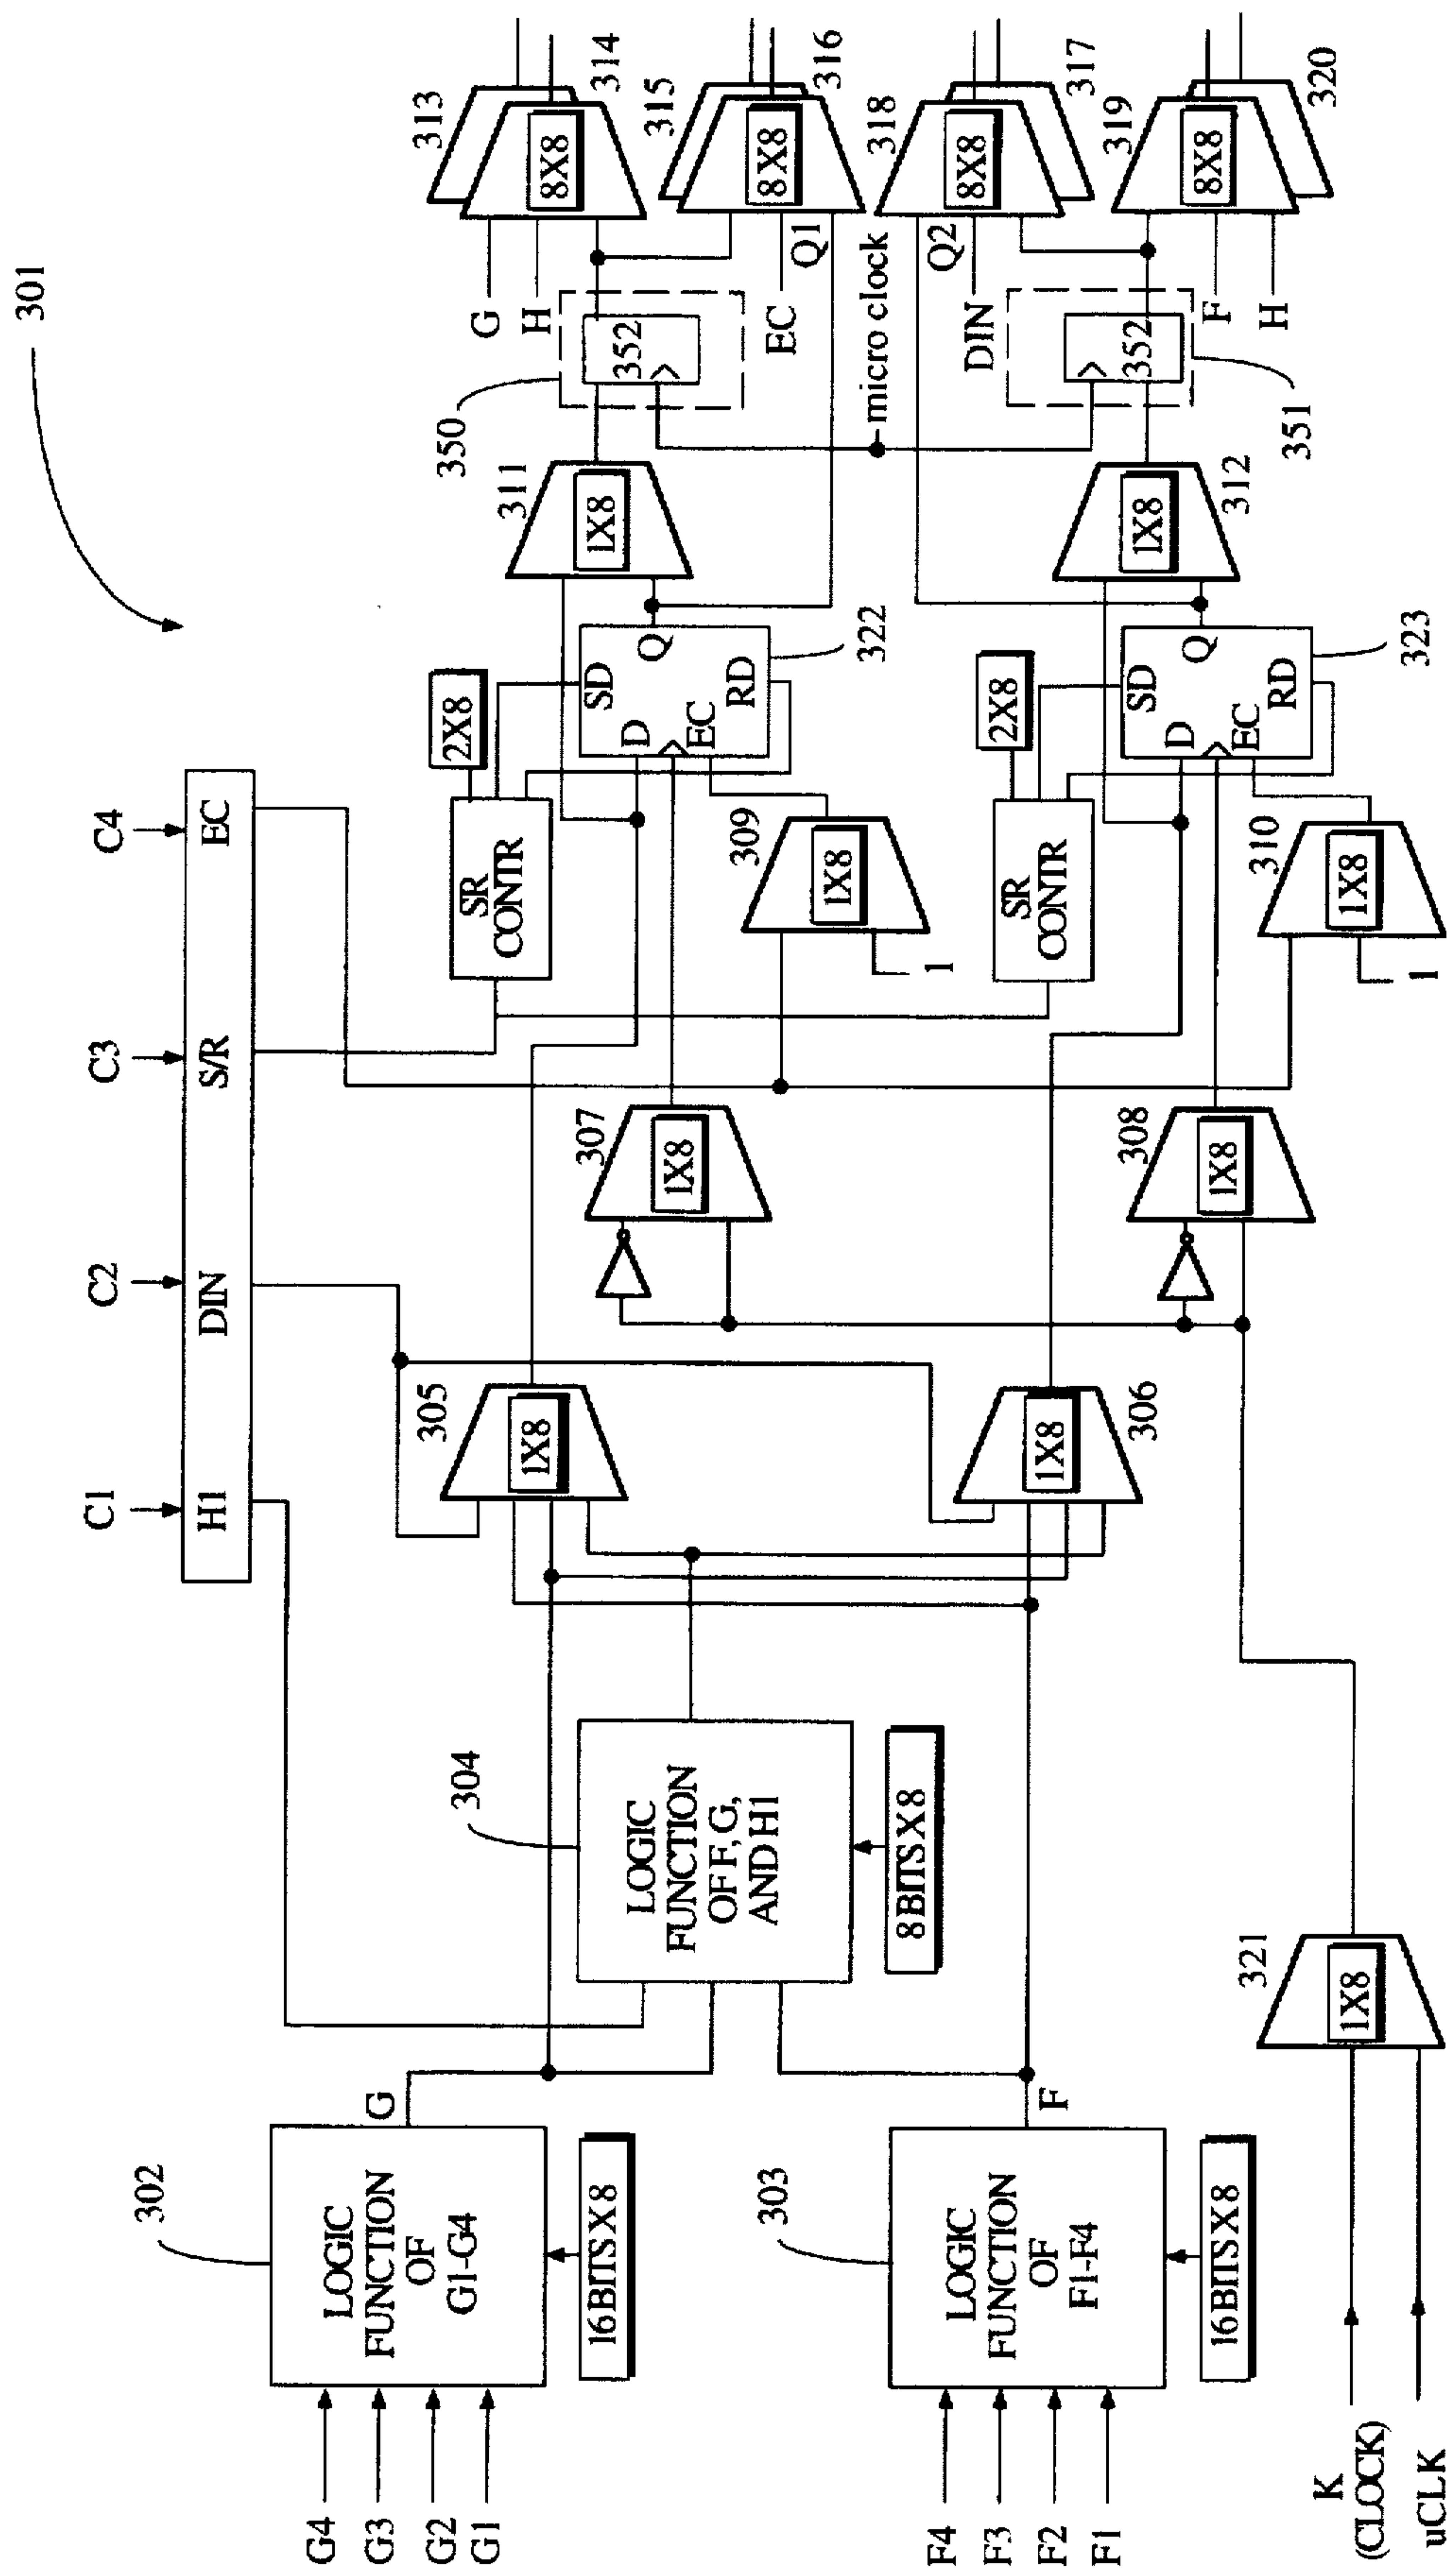 301
C1
C2
C3
C4
H1
DIN
S/R
EC
302
LOGIC
FUNCTION
OF
G1-G4
G4
G3
G2
G1
16 BITS X 8
G
303
LOGIC
FUNCTION
OF
F1-F4
F4
F3
F2
F1
16 BITS X 8
F
304
LOGIC
FUNCTION
OF F, G,
AND H1
8 BITS X 8
K
(CLOCK)
uCLK
321
1X8
305
1X8
306
1X8
307
1X8
308
1X8
SR
CONTR
2X8
309
1X8
1
SR
CONTR
2X8
310
1X8
1
D
SD
EC
Q
RD
322
D
SD
EC
Q
RD
323
311
1X8
312
1X8
350
352
micro clock
352
351
G
H
EC
Q1
Q2
DIN
F
H
313
8X8
314
315
8X8
316
318
8X8
317
319
8X8
320